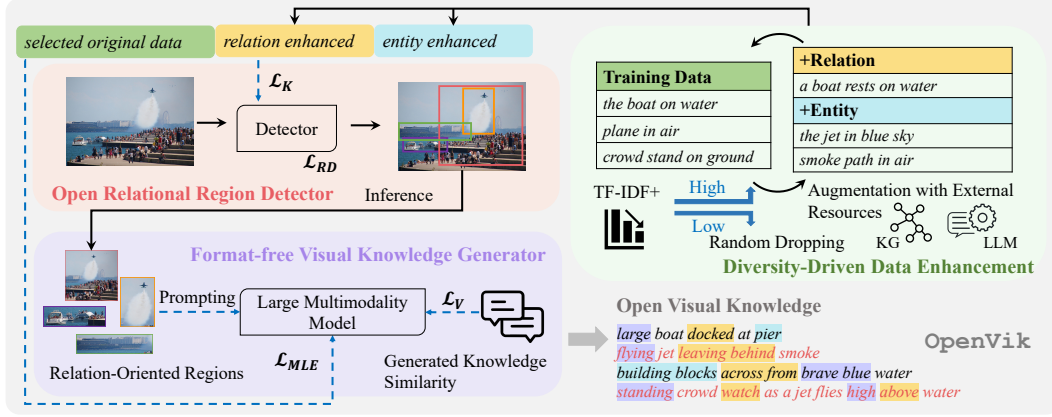 selected original data
relation enhanced
entity enhanced
ℒ_K
Detector
ℒ_RD
Open Relational Region Detector
Inference
Format-free Visual Knowledge Generator
Prompting
Large Multimodality
Model
ℒ_V
ℒ_MLE
Relation-Oriented Regions
Generated Knowledge
Similarity
Training Data
the boat on water
plane in air
crowd stand on ground
+Relation
a boat rests on water
+Entity
the jet in blue sky
smoke path in air
TF-IDF+
High
Low
Random Dropping
Augmentation with External
Resources
KG
LLM
Diversity-Driven Data Enhancement
Open Visual Knowledge
large boat docked at pier
flying jet leaving behind smoke
building blocks across from brave blue water
standing crowd watch as a jet flies high above water
OpenVik